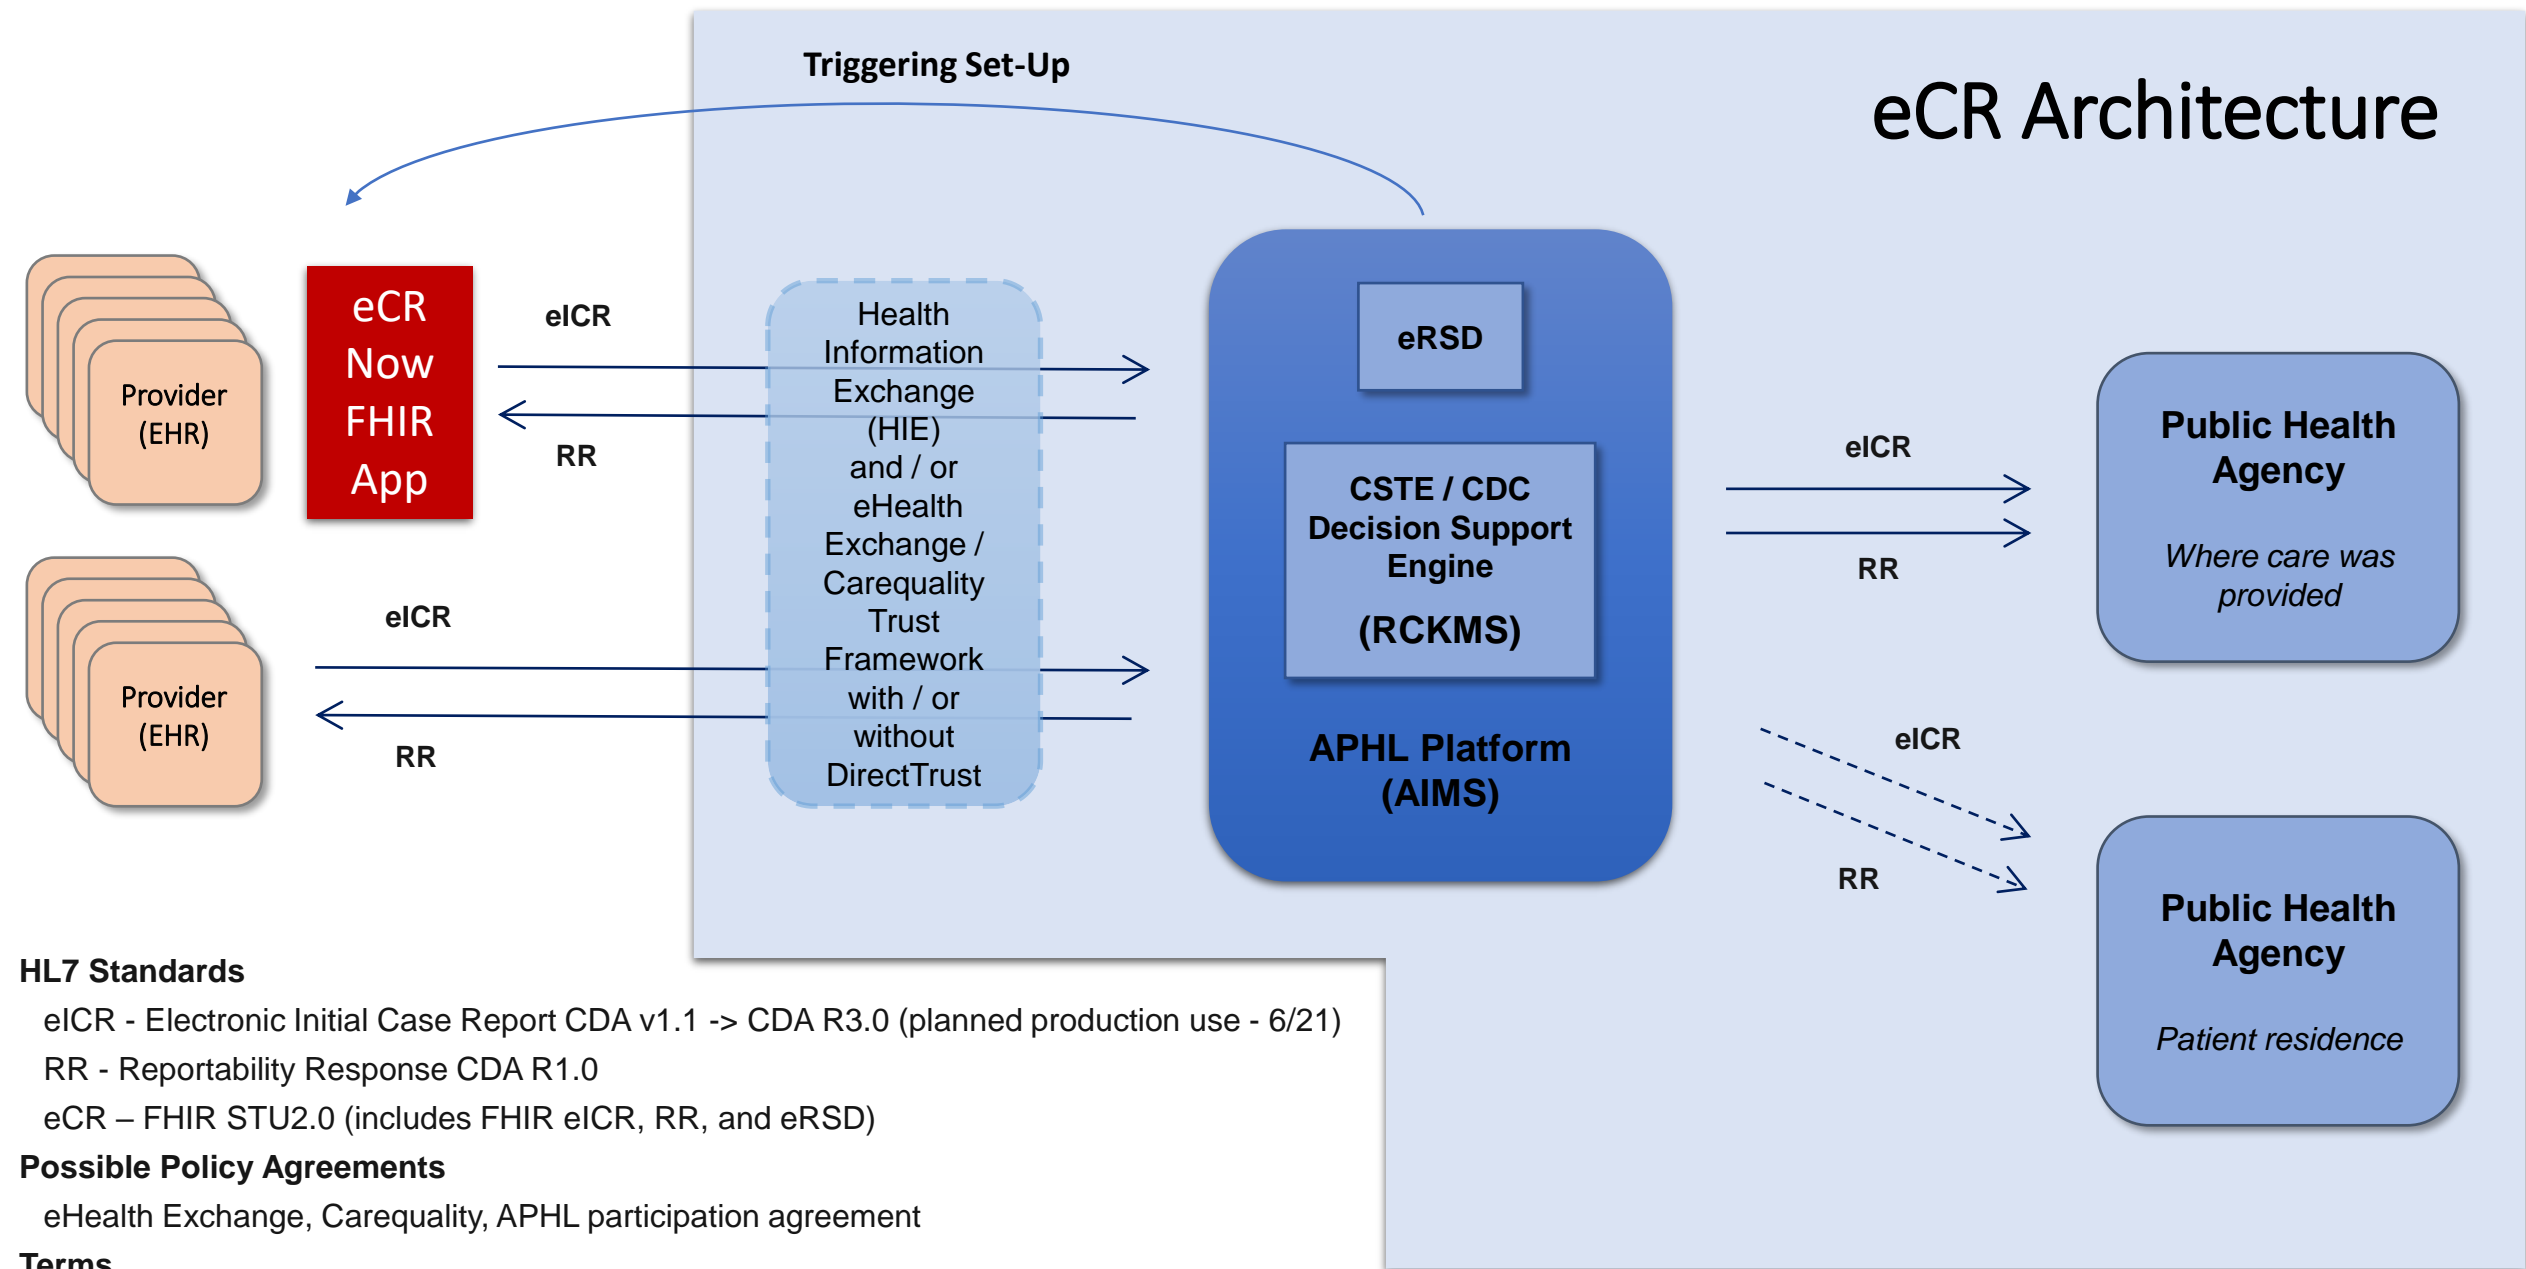 Triggering Set-Up
eCR Architecture
Provider
(EHR)
eCR
Now
FHIR
App
eICR
RR
Provider
(EHR)
eICR
RR
Health
Information
Exchange
(HIE)
and / or
eHealth
Exchange /
Carequality
Trust
Framework
with / or
without
DirectTrust
eRSD
CSTE / CDC
Decision Support
Engine
(RCKMS)
APHL Platform
(AIMS)
eICR
RR
Public Health
Agency
Where care was
provided
eICR
RR
Public Health
Agency
Patient residence
HL7 Standards
eICR - Electronic Initial Case Report CDA v1.1 -> CDA R3.0 (planned production use - 6/21)
RR - Reportability Response CDA R1.0
eCR – FHIR STU2.0 (includes FHIR eICR, RR, and eRSD)
Possible Policy Agreements
eHealth Exchange, Carequality, APHL participation agreement
Terms